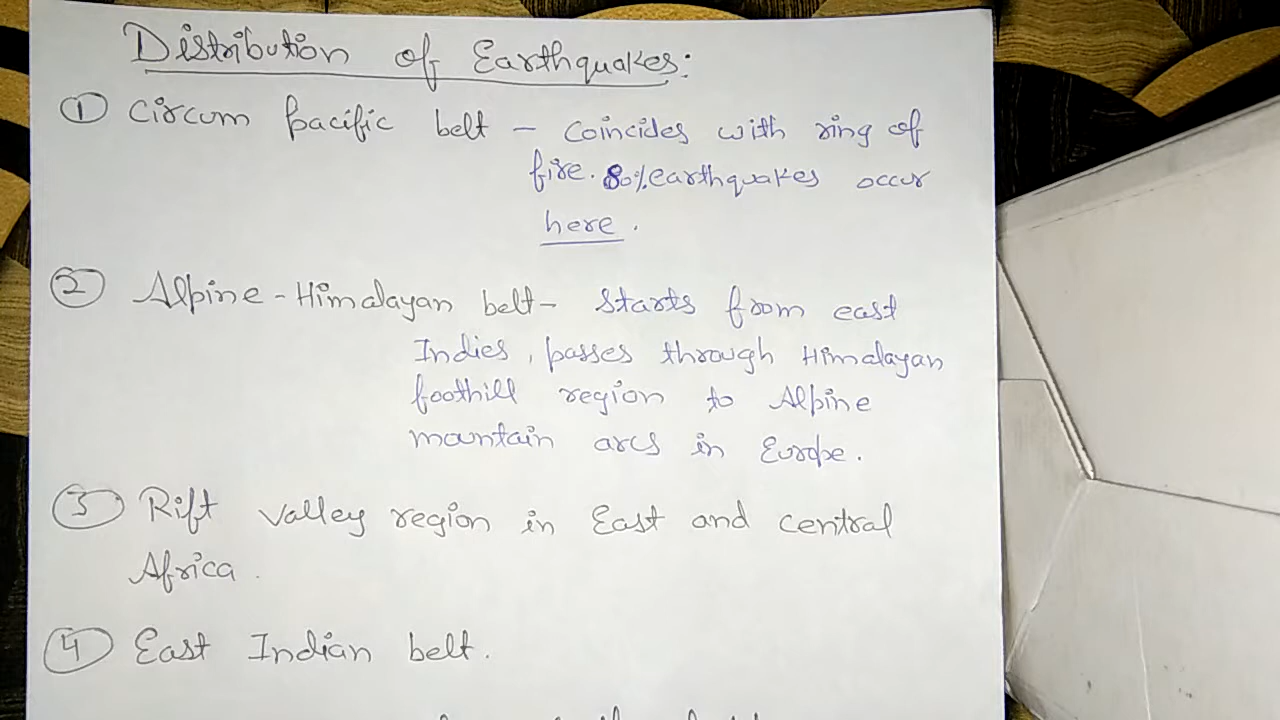 Distribution of Earthquakes:
① Circum pacific belt – Coincides with ring of
fire. 80% earthquakes occur
here.
② Alpine-Himalayan belt – Starts from east
Indies, passes through Himalayan
foothill region to Alpine
mountain arcs in Europe.
③ Rift valley region in East and central
Africa.
④ East Indian belt.